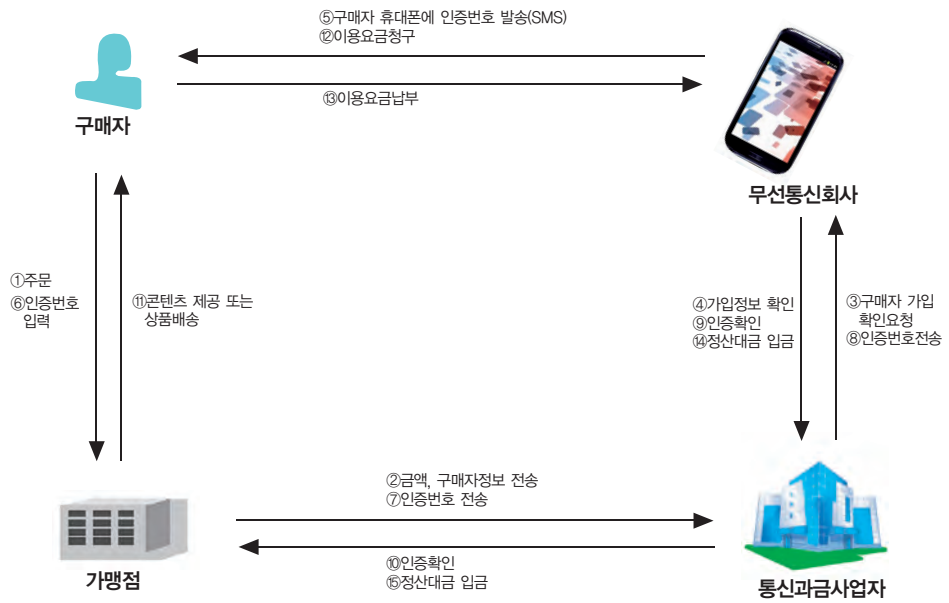 ⑤구매자 휴대폰에 인증번호 발송(SMS)
⑫이용요금청구
⑬이용요금납부
구매자
무선통신회사
①주문
⑥인증번호
입력
⑪콘텐츠 제공 또는
상품배송
④가입정보 확인
⑨인증확인
⑭정산대금 입금
③구매자 가입
확인요청
⑧인증번호전송
②금액, 구매자정보 전송
⑦인증번호 전송
⑩인증확인
⑮정산대금 입금
가맹점
통신과금사업자